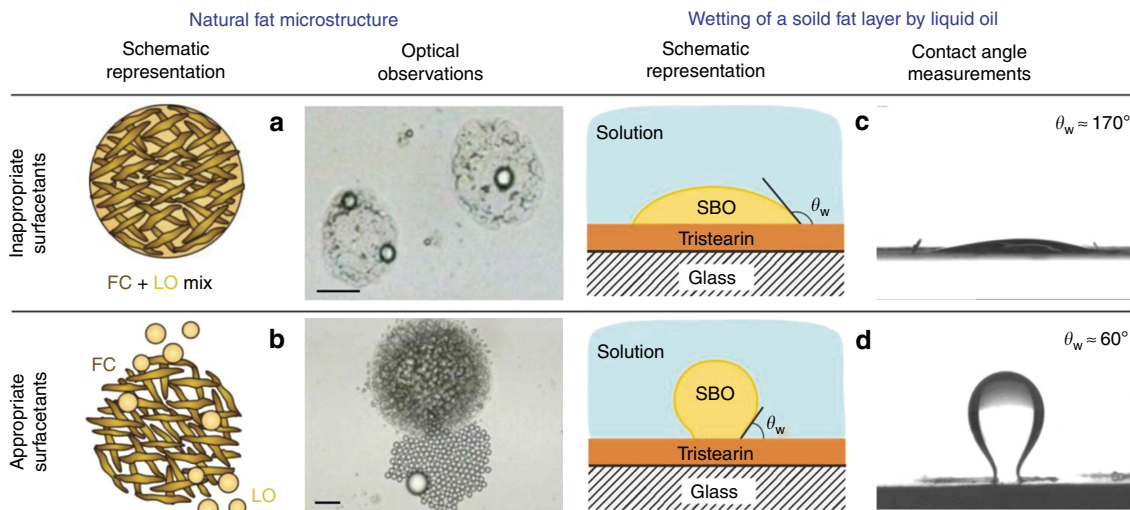 Natural fat microstructure
Wetting of a soild fat layer by liquid oil
Schematic
representation
Optical
observations
Schematic
representation
Contact angle
measurements
Inappropriate
surfacetants
FC + LO mix
a
Solution
SBO
θw
Tristearin
Glass
c
θw ≈ 170°
Appropriate
surfacetants
FC
LO
b
Solution
SBO
θw
Tristearin
Glass
d
θw ≈ 60°